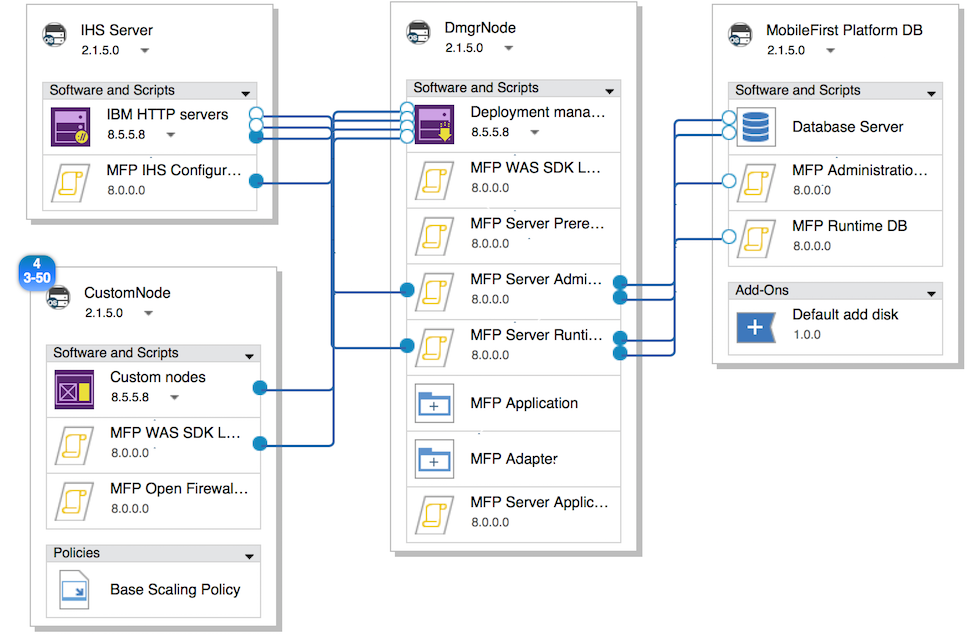 IHS Server
2.1.5.0
Software and Scripts
IBM HTTP servers
8.5.5.8
MFP IHS Configur...
8.0.0.0
4
3-50
CustomNode
2.1.5.0
Software and Scripts
Custom nodes
8.5.5.8
MFP WAS SDK L...
8.0.0.0
MFP Open Firewal...
8.0.0.0
Policies
Base Scaling Policy
DmgrNode
2.1.5.0
Software and Scripts
Deployment mana...
8.5.5.8
MFP WAS SDK L...
8.0.0.0
MFP Server Prere...
8.0.0.0
MFP Server Admi...
8.0.0.0
MFP Server Runti...
8.0.0.0
MFP Application
MFP Adapter
MFP Server Applic...
8.0.0.0
MobileFirst Platform DB
2.1.5.0
Software and Scripts
Database Server
MFP Administratio...
8.0.0.0
MFP Runtime DB
8.0.0.0
Add-Ons
Default add disk
1.0.0